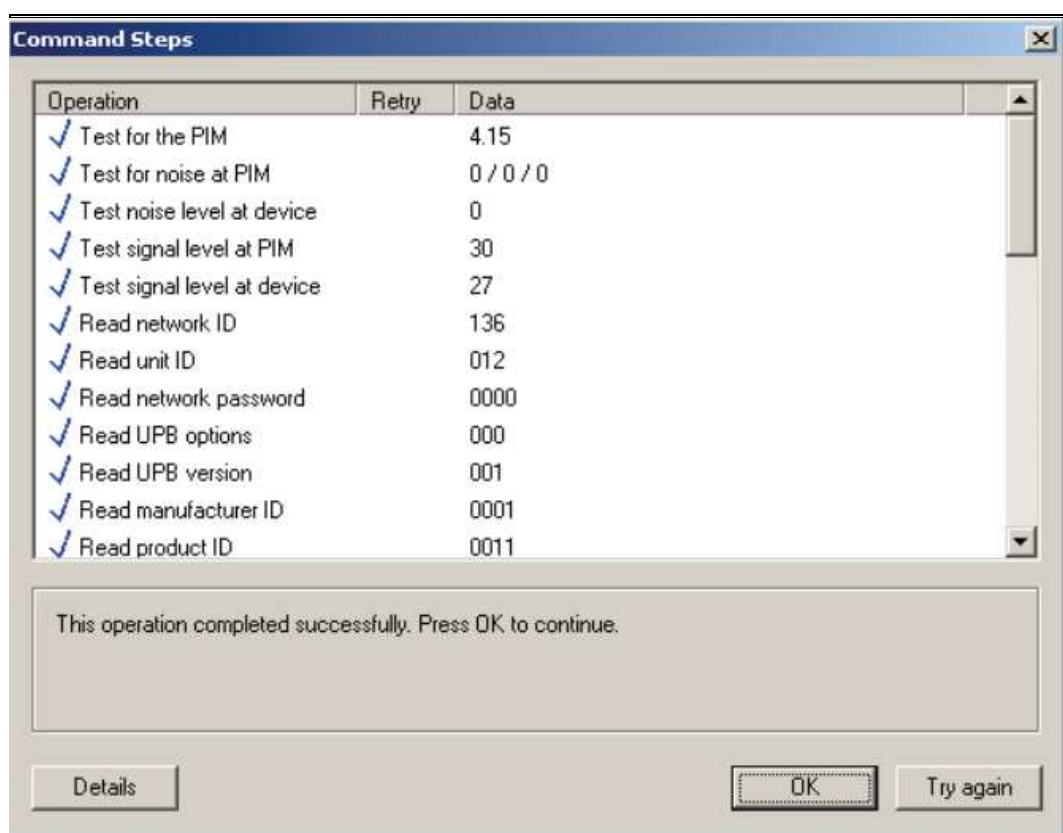 Command Steps
Operation Retry Data
Test for the PIM 4.15
Test for noise at PIM 0 / 0 / 0
Test noise level at device 0
Test signal level at PIM 30
Test signal level at device 27
Read network ID 136
Read unit ID 012
Read network password 0000
Read UPB options 000
Read UPB version 001
Read manufacturer ID 0001
Read product ID 0011
This operation completed successfully. Press OK to continue.
Details OK Try again